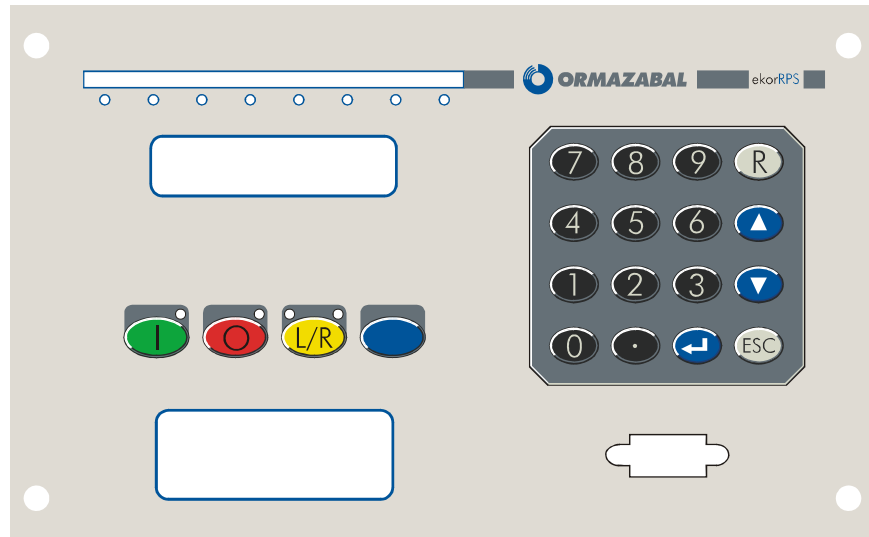 ORMAZABAL ekorRPS
7 8 9 R
4 5 6
1 2 3
I O L/R
0 . ESC